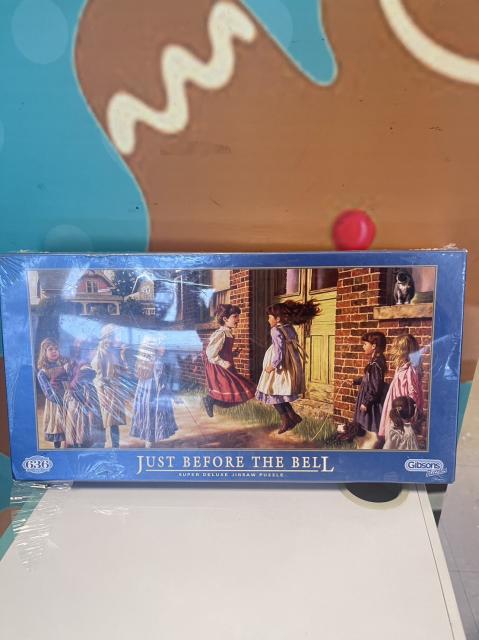 636
JUST BEFORE THE BELL
SUPER DELUXE JIGSAW PUZZLE
Gibsons